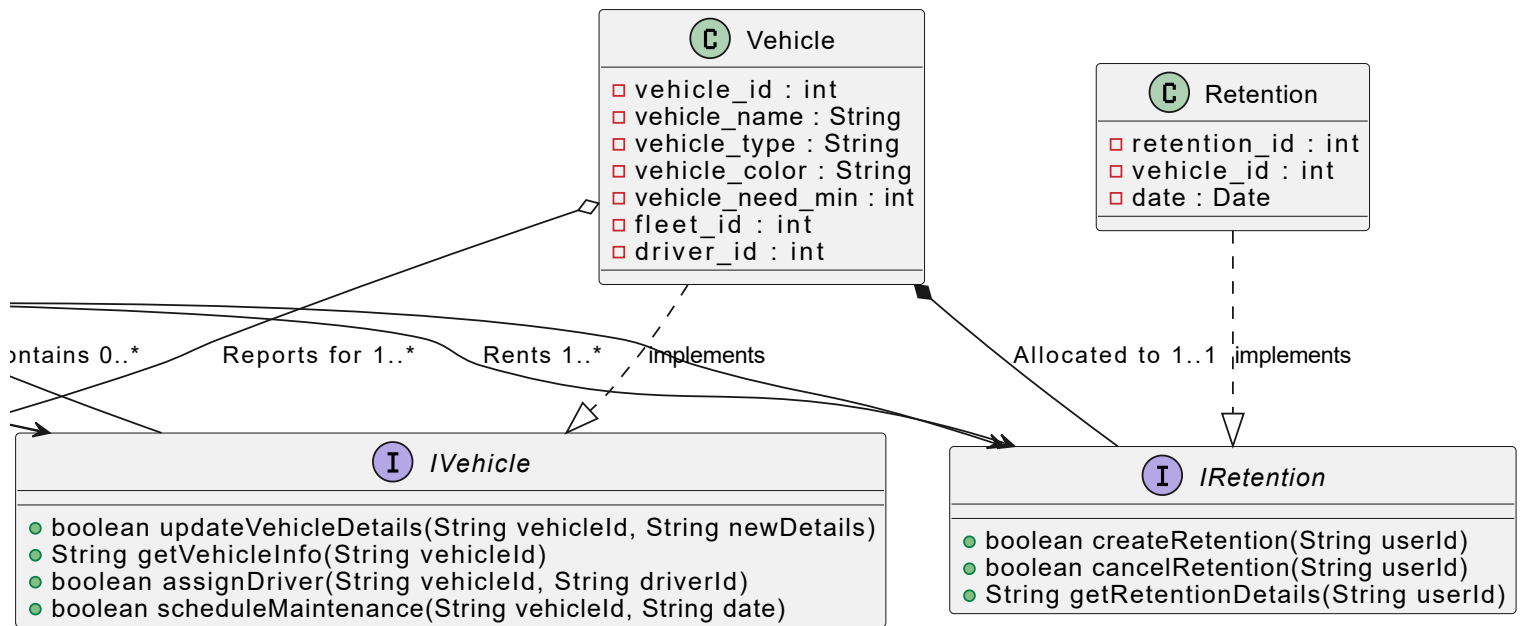 C Vehicle
vehicle_id : int
vehicle_name : String
vehicle_type : String
vehicle_color : String
vehicle_need_min : int
fleet_id : int
driver_id : int
C Retention
retention_id : int
vehicle_id : int
date : Date
0..*
Reports for 1..*
Rents 1..*
implements
Allocated to 1..1
implements
I IVehicle
boolean updateVehicleDetails(String vehicleId, String newDetails)
String getVehicleInfo(String vehicleId)
boolean assignDriver(String vehicleId, String driverId)
boolean scheduleMaintenance(String vehicleId, String date)
I IRetention
boolean createRetention(String userId)
boolean cancelRetention(String userId)
String getRetentionDetails(String userId)